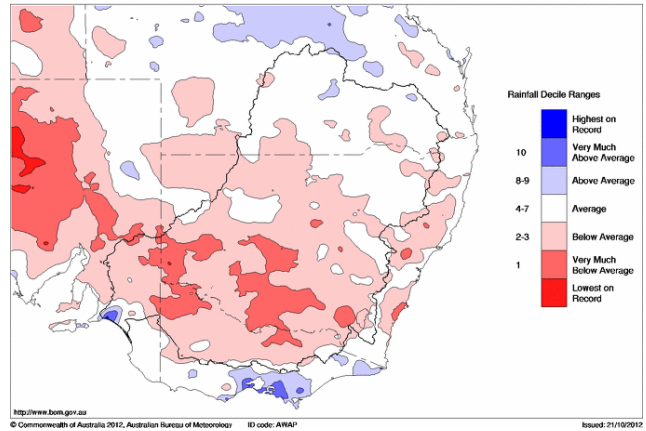 Rainfall Decile Ranges
Highest on
Record
10
Very Much
Above Average
8-9
Above Average
4-7
Average
2-3
Below Average
1
Very Much
Below Average
Lowest on
Record
http://www.bom.gov.au
© Commonwealth of Australia 2012, Australian Bureau of Meteorology ID code: AWAP Issued: 21/10/2012